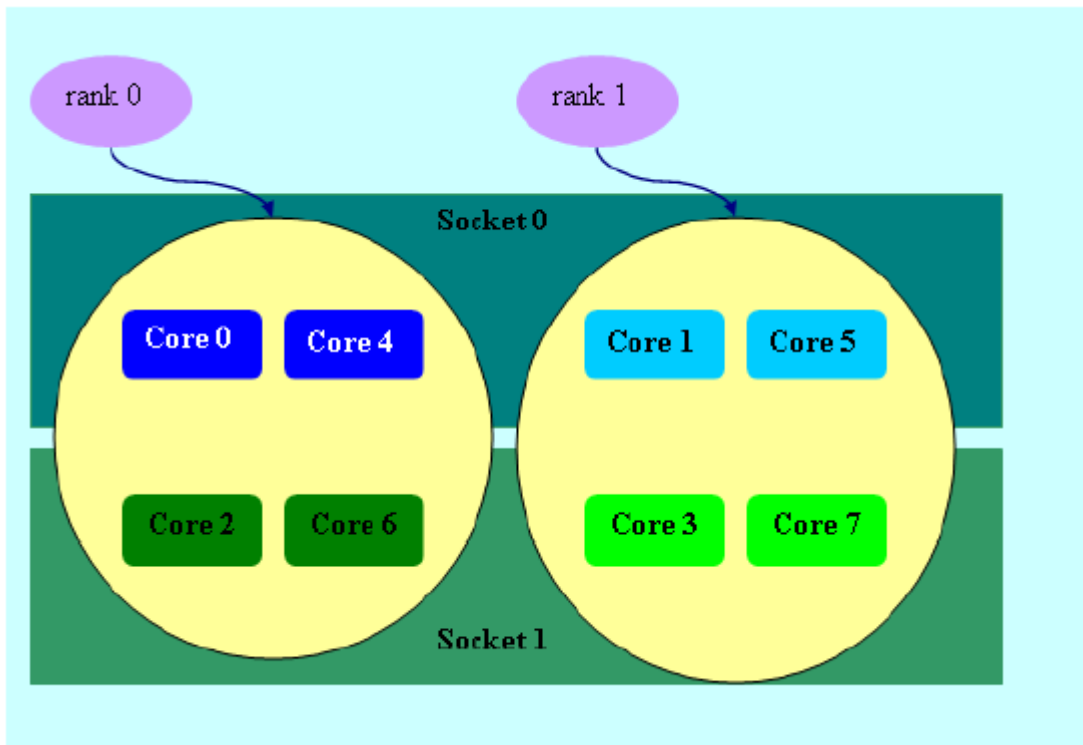 rank 0
rank 1
Socket 0
Core 0
Core 4
Core 1
Core 5
Core 2
Core 6
Core 3
Core 7
Socket 1